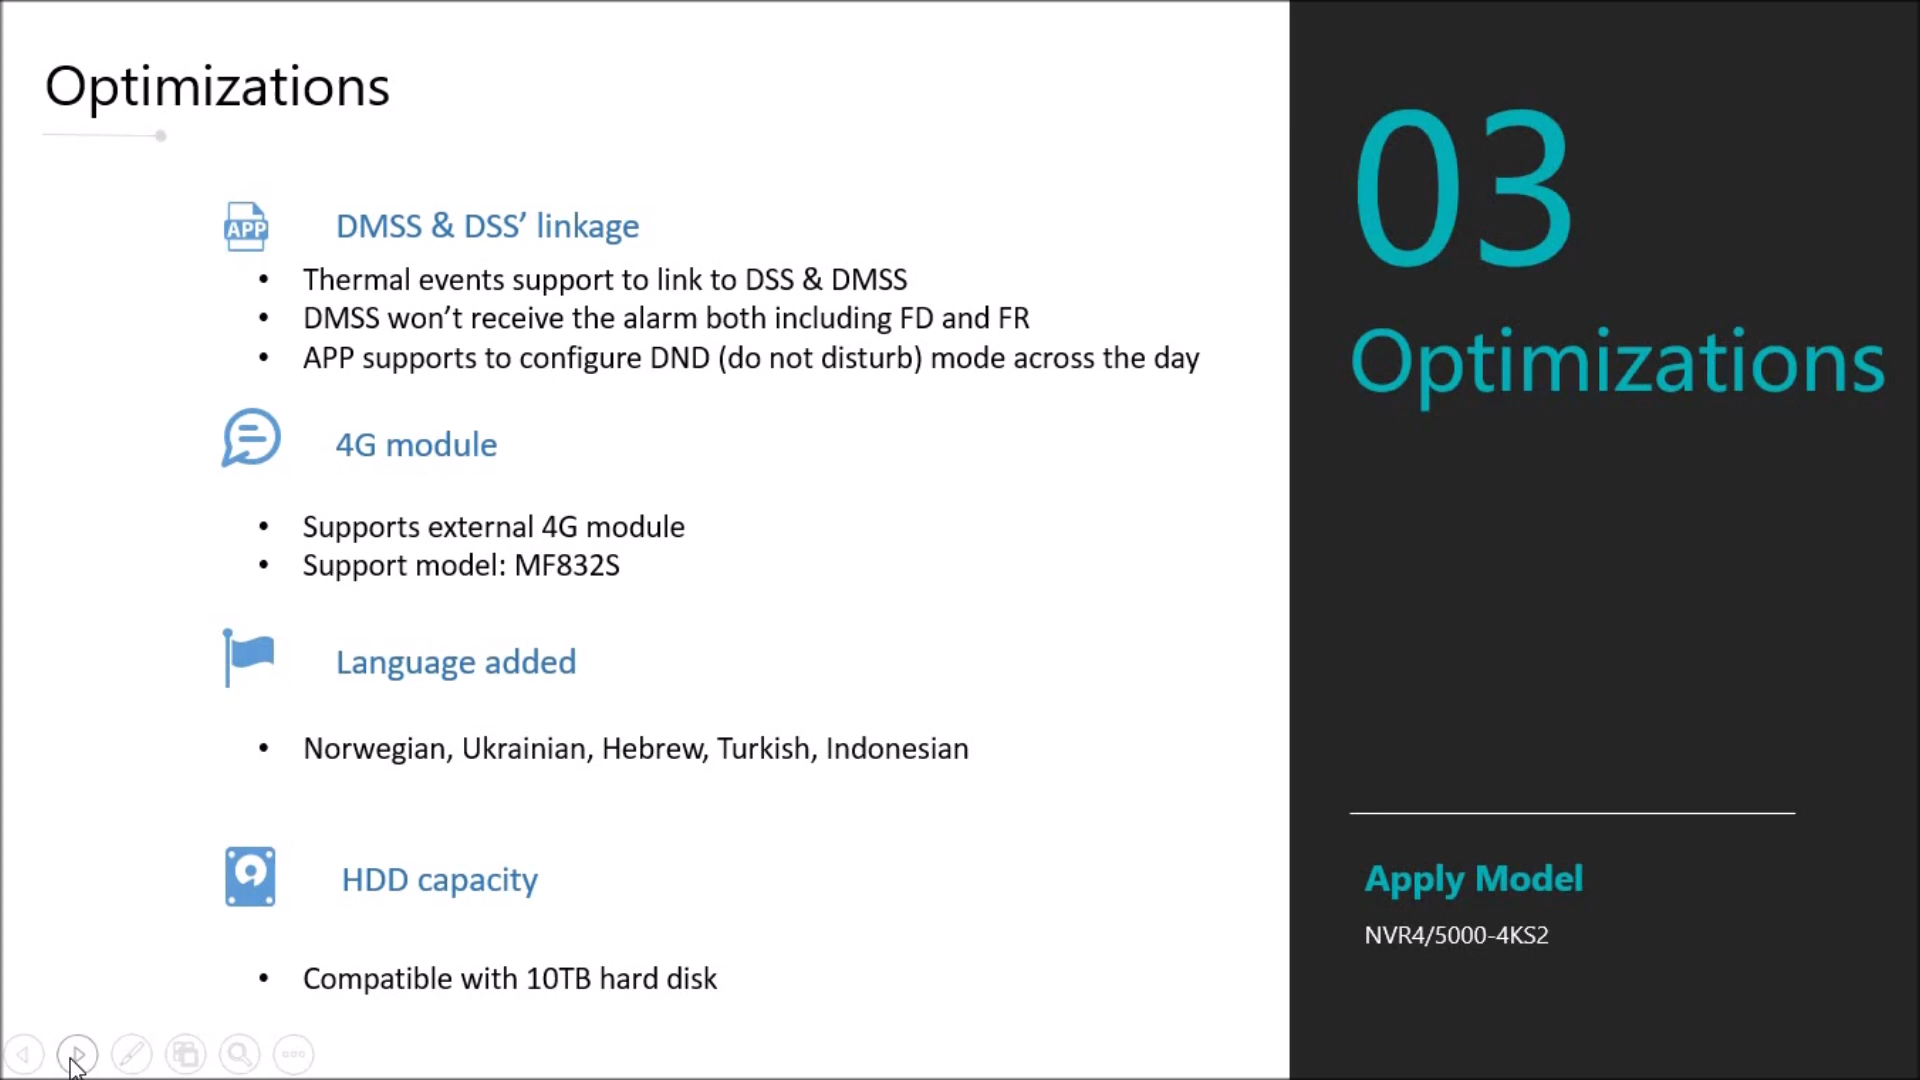 Optimizations
APP
DMSS & DSS’ linkage
• Thermal events support to link to DSS & DMSS
• DMSS won’t receive the alarm both including FD and FR
• APP supports to configure DND (do not disturb) mode across the day
4G module
• Supports external 4G module
• Support model: MF832S
Language added
• Norwegian, Ukrainian, Hebrew, Turkish, Indonesian
HDD capacity
• Compatible with 10TB hard disk
03
Optimizations
Apply Model
NVR4/5000-4KS2